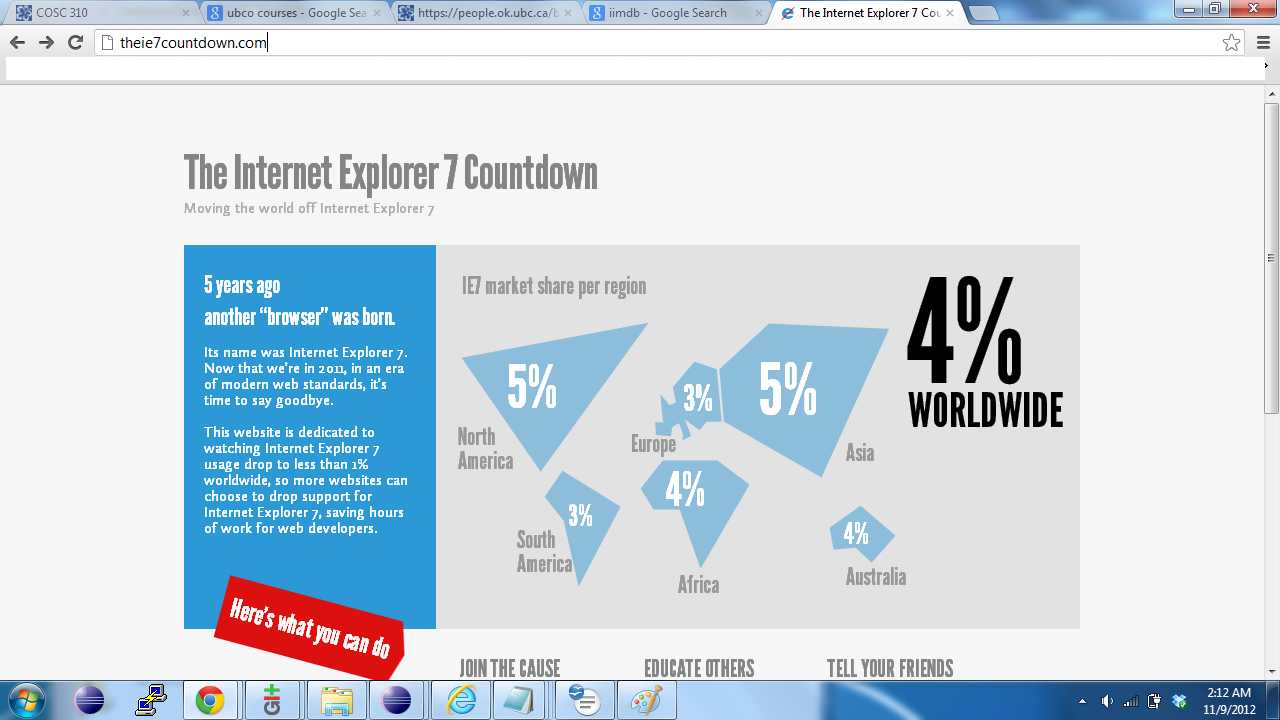 COSC 310
ubco courses - Google Sea
https://people.ok.ubc.ca/b
iimdb - Google Search
The Internet Explorer 7 Cou
theie7countdown.com
The Internet Explorer 7 Countdown
Moving the world off Internet Explorer 7
5 years ago
another “browser” was born.
Its name was Internet Explorer 7.
Now that we’re in 2011, in an era
of modern web standards, it’s
time to say goodbye.
This website is dedicated to
watching Internet Explorer 7
usage drop to less than 1%
worldwide, so more websites can
choose to drop support for
Internet Explorer 7, saving hours
of work for web developers.
Here’s what you can do
IE7 market share per region
5%
North
America
3%
Europe
5%
Asia
3%
South
America
4%
Africa
4%
Australia
4%
WORLDWIDE
JOIN THE CAUSE
EDUCATE OTHERS
TELL YOUR FRIENDS
Git
2:12 AM
11/9/2012